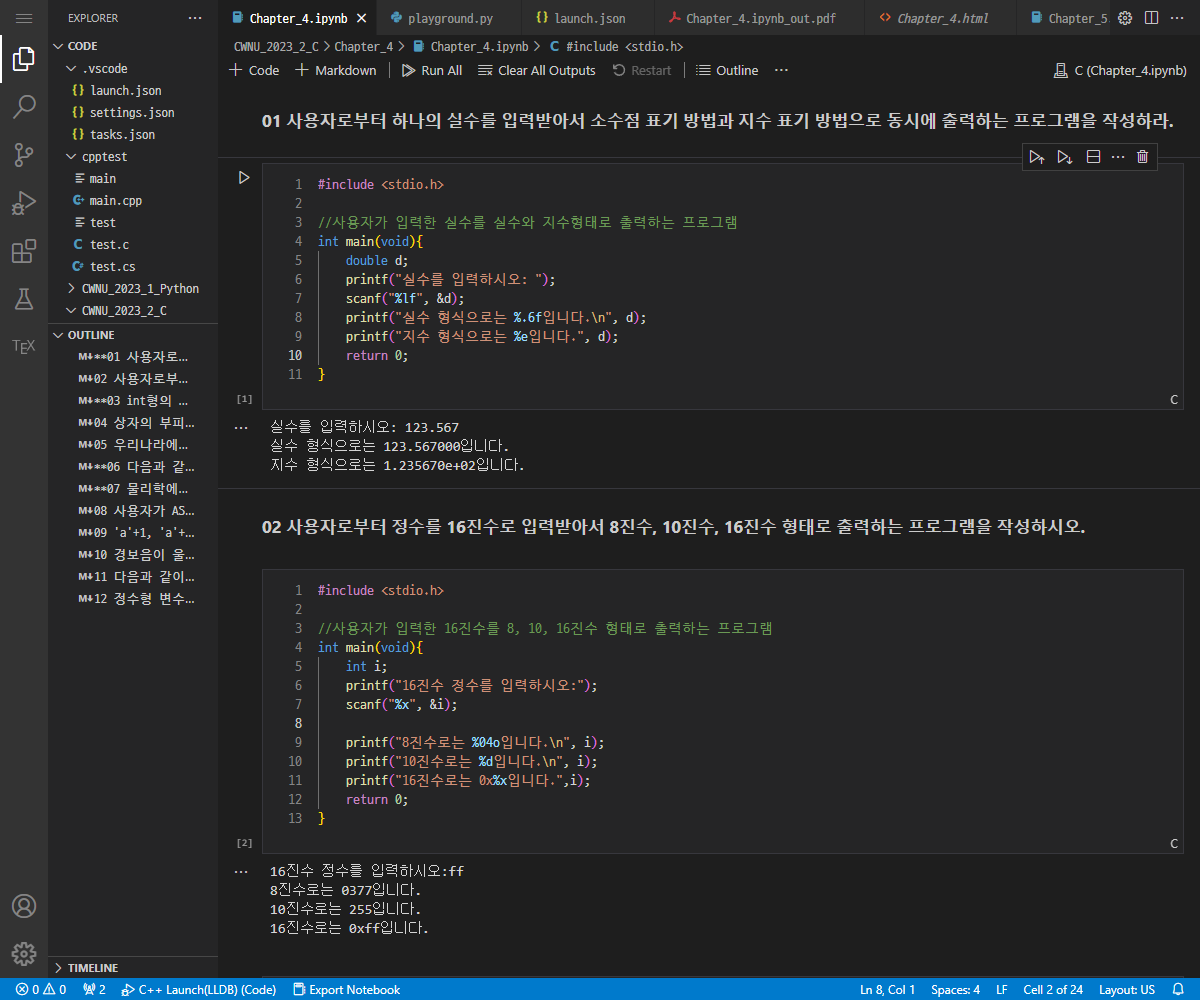 EXPLORER ···
CODE
.vscode
launch.json
settings.json
tasks.json
cpptest
main
main.cpp
test
test.c
test.cs
CWNU_2023_1_Python
CWNU_2023_2_C
OUTLINE
M↓**01 사용자로...
M↓02 사용자로부...
M↓**03 int형의 ...
M↓04 상자의 부피...
M↓05 우리나라에...
M↓**06 다음과 같...
M↓**07 물리학에...
M↓08 사용자가 AS...
M↓09 'a'+1, 'a'+...
M↓10 경보음이 울...
M↓11 다음과 같이...
M↓12 정수형 변수...
TIMELINE
TEX
Chapter_4.ipynb playground.py launch.json Chapter_4.ipynb_out.pdf Chapter_4.html Chapter_5
CWNU_2023_2_C > Chapter_4 > Chapter_4.ipynb > C #include <stdio.h>
+ Code + Markdown Run All Clear All Outputs Restart Outline ··· C (Chapter_4.ipynb)
01 사용자로부터 하나의 실수를 입력받아서 소수점 표기 방법과 지수 표기 방법으로 동시에 출력하는 프로그램을 작성하라.
1 #include <stdio.h>
2
3 //사용자가 입력한 실수를 실수와 지수형태로 출력하는 프로그램
4 int main(void){
5 double d;
6 printf("실수를 입력하시오: ");
7 scanf("%lf", &d);
8 printf("실수 형식으로는 %.6f입니다.\n", d);
9 printf("지수 형식으로는 %e입니다.", d);
10 return 0;
11 }
[1] C
실수를 입력하시오: 123.567
실수 형식으로는 123.567000입니다.
지수 형식으로는 1.235670e+02입니다.
02 사용자로부터 정수를 16진수로 입력받아서 8진수, 10진수, 16진수 형태로 출력하는 프로그램을 작성하시오.
1 #include <stdio.h>
2
3 //사용자가 입력한 16진수를 8, 10, 16진수 형태로 출력하는 프로그램
4 int main(void){
5 int i;
6 printf("16진수 정수를 입력하시오:");
7 scanf("%x", &i);
8
9 printf("8진수로는 %04o입니다.\n", i);
10 printf("10진수로는 %d입니다.\n", i);
11 printf("16진수로는 0x%x입니다.",i);
12 return 0;
13 }
[2] C
16진수 정수를 입력하시오:ff
8진수로는 0377입니다.
10진수로는 255입니다.
16진수로는 0xff입니다.
0 0 2 C++ Launch(LLDB) (Code) Export Notebook Ln 8, Col 1 Spaces: 4 LF Cell 2 of 24 Layout: US